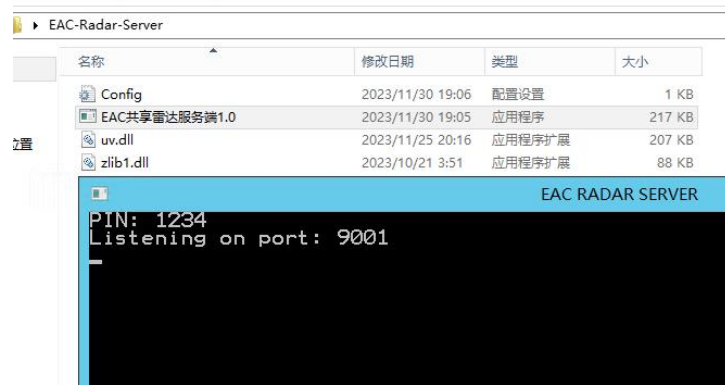 EAC-Radar-Server
名称 修改日期 类型 大小
Config 2023/11/30 19:06 配置设置 1 KB
EAC共享雷达服务端1.0 2023/11/30 19:05 应用程序 217 KB
位置
uv.dll 2023/11/25 20:16 应用程序扩展 207 KB
zlib1.dll 2023/10/21 3:51 应用程序扩展 88 KB
EAC RADAR SERVER
PIN: 1234
Listening on port: 9001